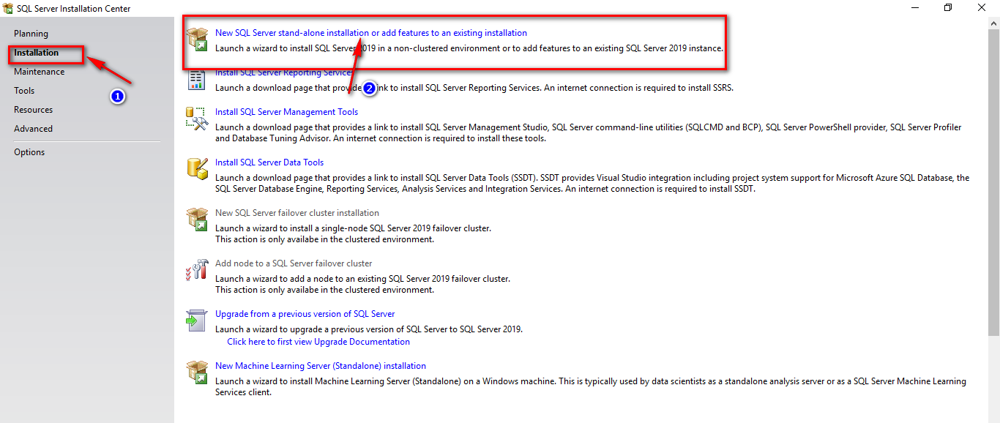 SQL Server Installation Center
Planning
Installation
Maintenance
Tools
Resources
Advanced
Options
1
New SQL Server stand-alone installation or add features to an existing installation
Launch a wizard to install SQL Server 2019 in a non-clustered environment or to add features to an existing SQL Server 2019 instance.
Install SQL Server Reporting Services
2
Launch a download page that provides a link to install SQL Server Reporting Services. An internet connection is required to install SSRS.
Install SQL Server Management Tools
Launch a download page that provides a link to install SQL Server Management Studio, SQL Server command-line utilities (SQLCMD and BCP), SQL Server PowerShell provider, SQL Server Profiler
and Database Tuning Advisor. An internet connection is required to install these tools.
Install SQL Server Data Tools
Launch a download page that provides a link to install SQL Server Data Tools (SSDT). SSDT provides Visual Studio integration including project system support for Microsoft Azure SQL Database, the
SQL Server Database Engine, Reporting Services, Analysis Services and Integration Services. An internet connection is required to install SSDT.
New SQL Server failover cluster installation
Launch a wizard to install a single-node SQL Server 2019 failover cluster.
This action is only availabe in the clustered environment.
Add node to a SQL Server failover cluster
Launch a wizard to add a node to an existing SQL Server 2019 failover cluster.
This action is only availabe in the clustered environment.
Upgrade from a previous version of SQL Server
Launch a wizard to upgrade a previous version of SQL Server to SQL Server 2019.
Click here to first view Upgrade Documentation
New Machine Learning Server (Standalone) installation
Launch a wizard to install Machine Learning Server (Standalone) on a Windows machine. This is typically used by data scientists as a standalone analysis server or as a SQL Server Machine Learning
Services client.